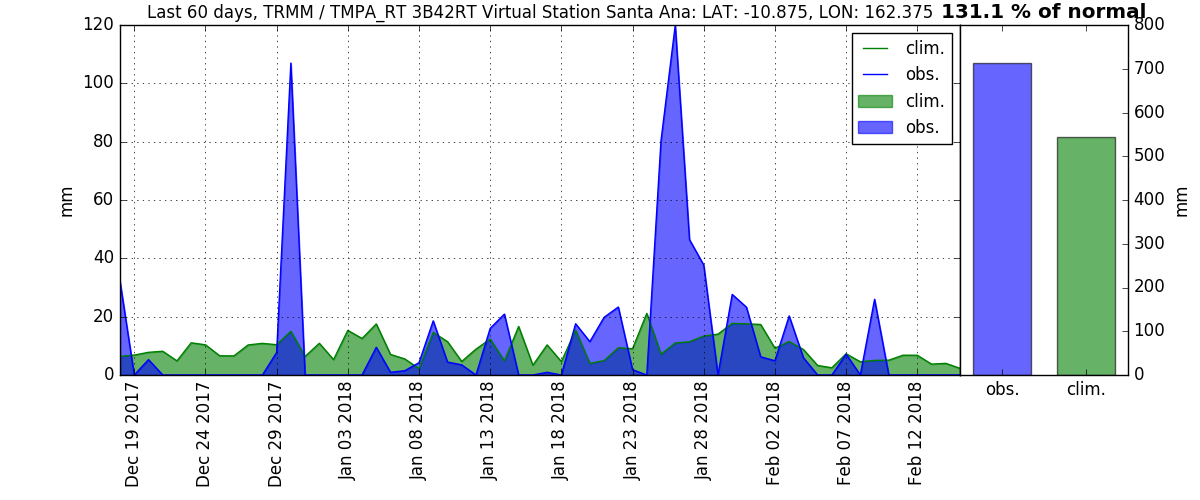 Last 60 days, TRMM / TMPA_RT 3B42RT Virtual Station Santa Ana: LAT: -10.875, LON: 162.375 131.1 % of normal
120
100
80
60
40
20
0
mm
clim.
obs.
clim.
obs.
800
700
600
500
400
300
200
100
0
mm
obs. clim.
Dec 19 2017
Dec 24 2017
Dec 29 2017
Jan 03 2018
Jan 08 2018
Jan 13 2018
Jan 18 2018
Jan 23 2018
Jan 28 2018
Feb 02 2018
Feb 07 2018
Feb 12 2018